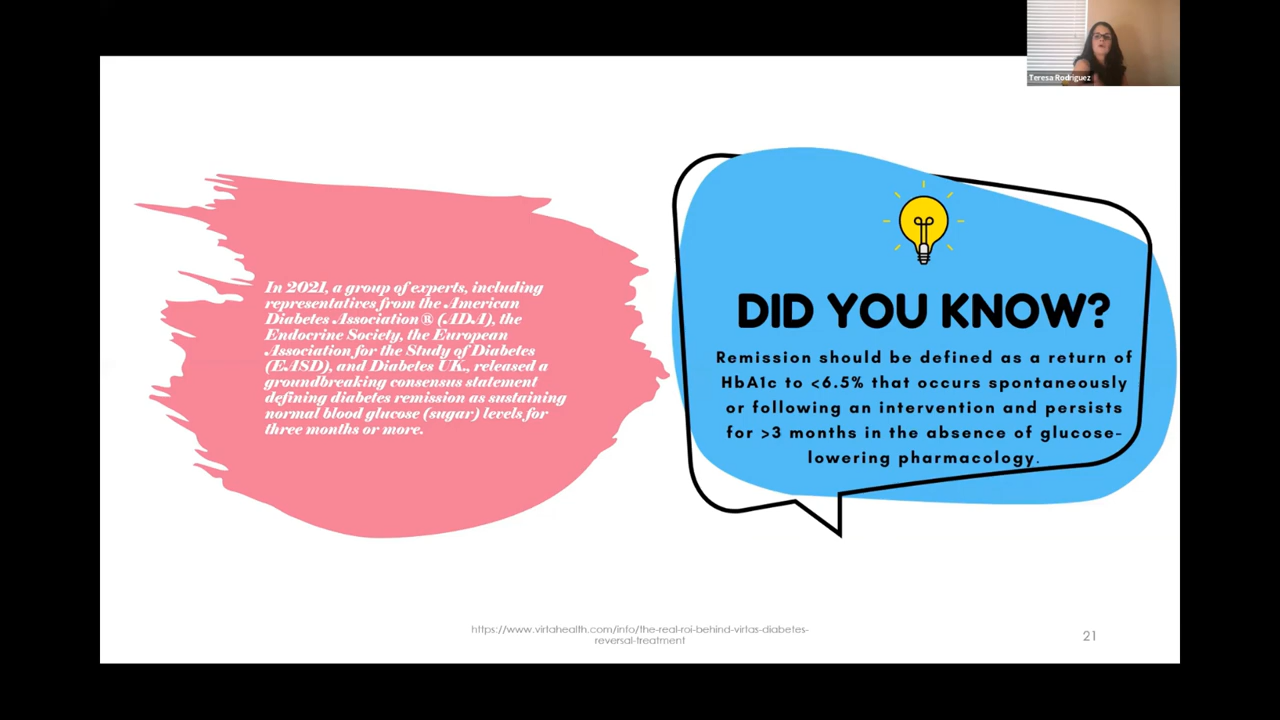 Teresa Rodriguez
In 2021, a group of experts, including
representatives from the American
Diabetes Association® (ADA), the
Endocrine Society, the European
Association for the Study of Diabetes
(EASD), and Diabetes UK., released a
groundbreaking consensus statement
defining diabetes remission as sustaining
normal blood glucose (sugar) levels for
three months or more.
DID YOU KNOW?
Remission should be defined as a return of
HbA1c to <6.5% that occurs spontaneously
or following an intervention and persists
for >3 months in the absence of glucose-
lowering pharmacology.
https://www.virtahealth.com/info/the-real-roi-behind-virtas-diabetes-
reversal-treatment
21